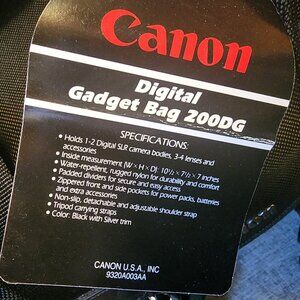 Canon
Digital
Gadget Bag 200DG
SPECIFICATIONS:
• Holds 1-2 Digital SLR camera bodies, 3-4 lenses and
accessories
• Inside measurement (W × H × D): 10½ × 7½ × 7 inches
• Water-repellent, rugged nylon for durability and comfort
• Padded dividers for secure and easy access
• Zippered front and side pockets for power packs, batteries
and extra accessories
• Non-slip, detachable and adjustable shoulder strap
• Tripod carrying straps
• Color: Black with Silver trim
CANON U.S.A., INC
9320A003AA